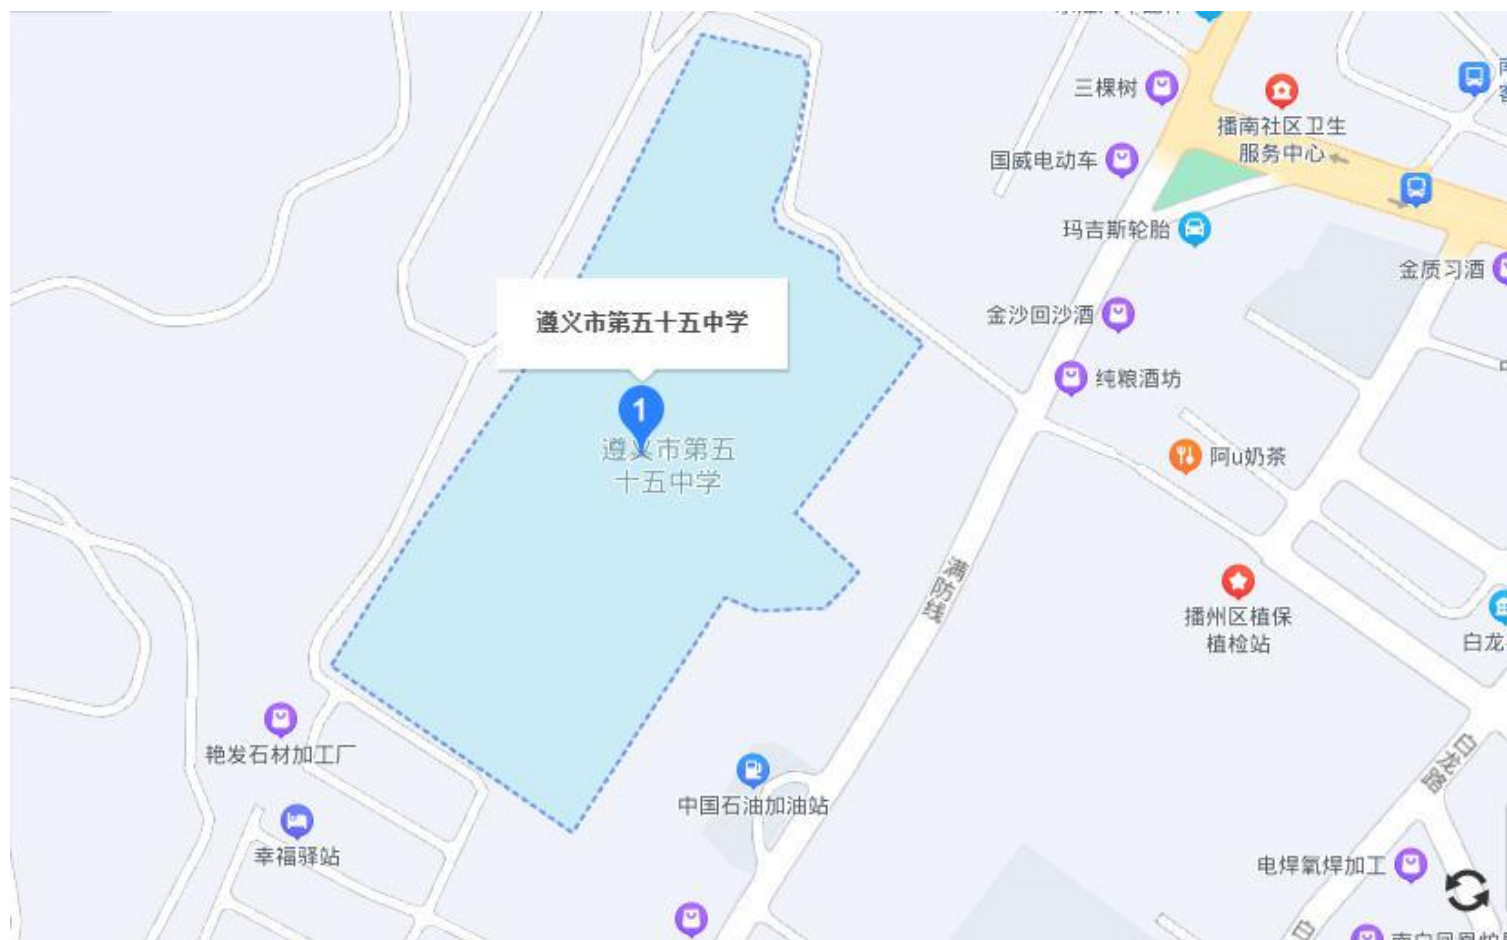 三棵树
播南社区卫生
服务中心
国威电动车
玛吉斯轮胎
金质习酒
遵义市第五十五中学
金沙回沙酒
纯粮酒坊
1
遵义市第五
十五中学
阿u奶茶
满防线
播州区植保
植检站
白龙
艳发石材加工厂
白龙路
中国石油加油站
幸福驿站
电焊氩焊加工
白